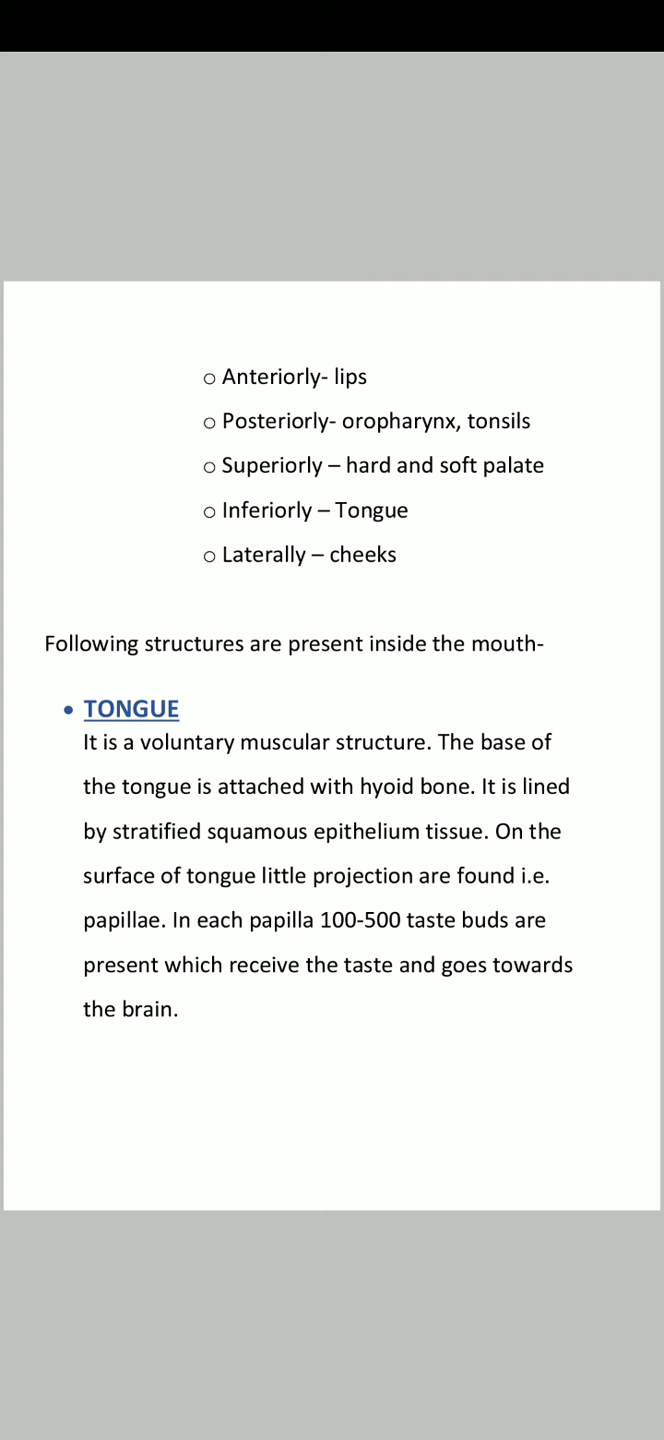 o Anteriorly- lips
o Posteriorly- oropharynx, tonsils
o Superiorly – hard and soft palate
o Inferiorly – Tongue
o Laterally – cheeks
Following structures are present inside the mouth-
• TONGUE
It is a voluntary muscular structure. The base of
the tongue is attached with hyoid bone. It is lined
by stratified squamous epithelium tissue. On the
surface of tongue little projection are found i.e.
papillae. In each papilla 100-500 taste buds are
present which receive the taste and goes towards
the brain.